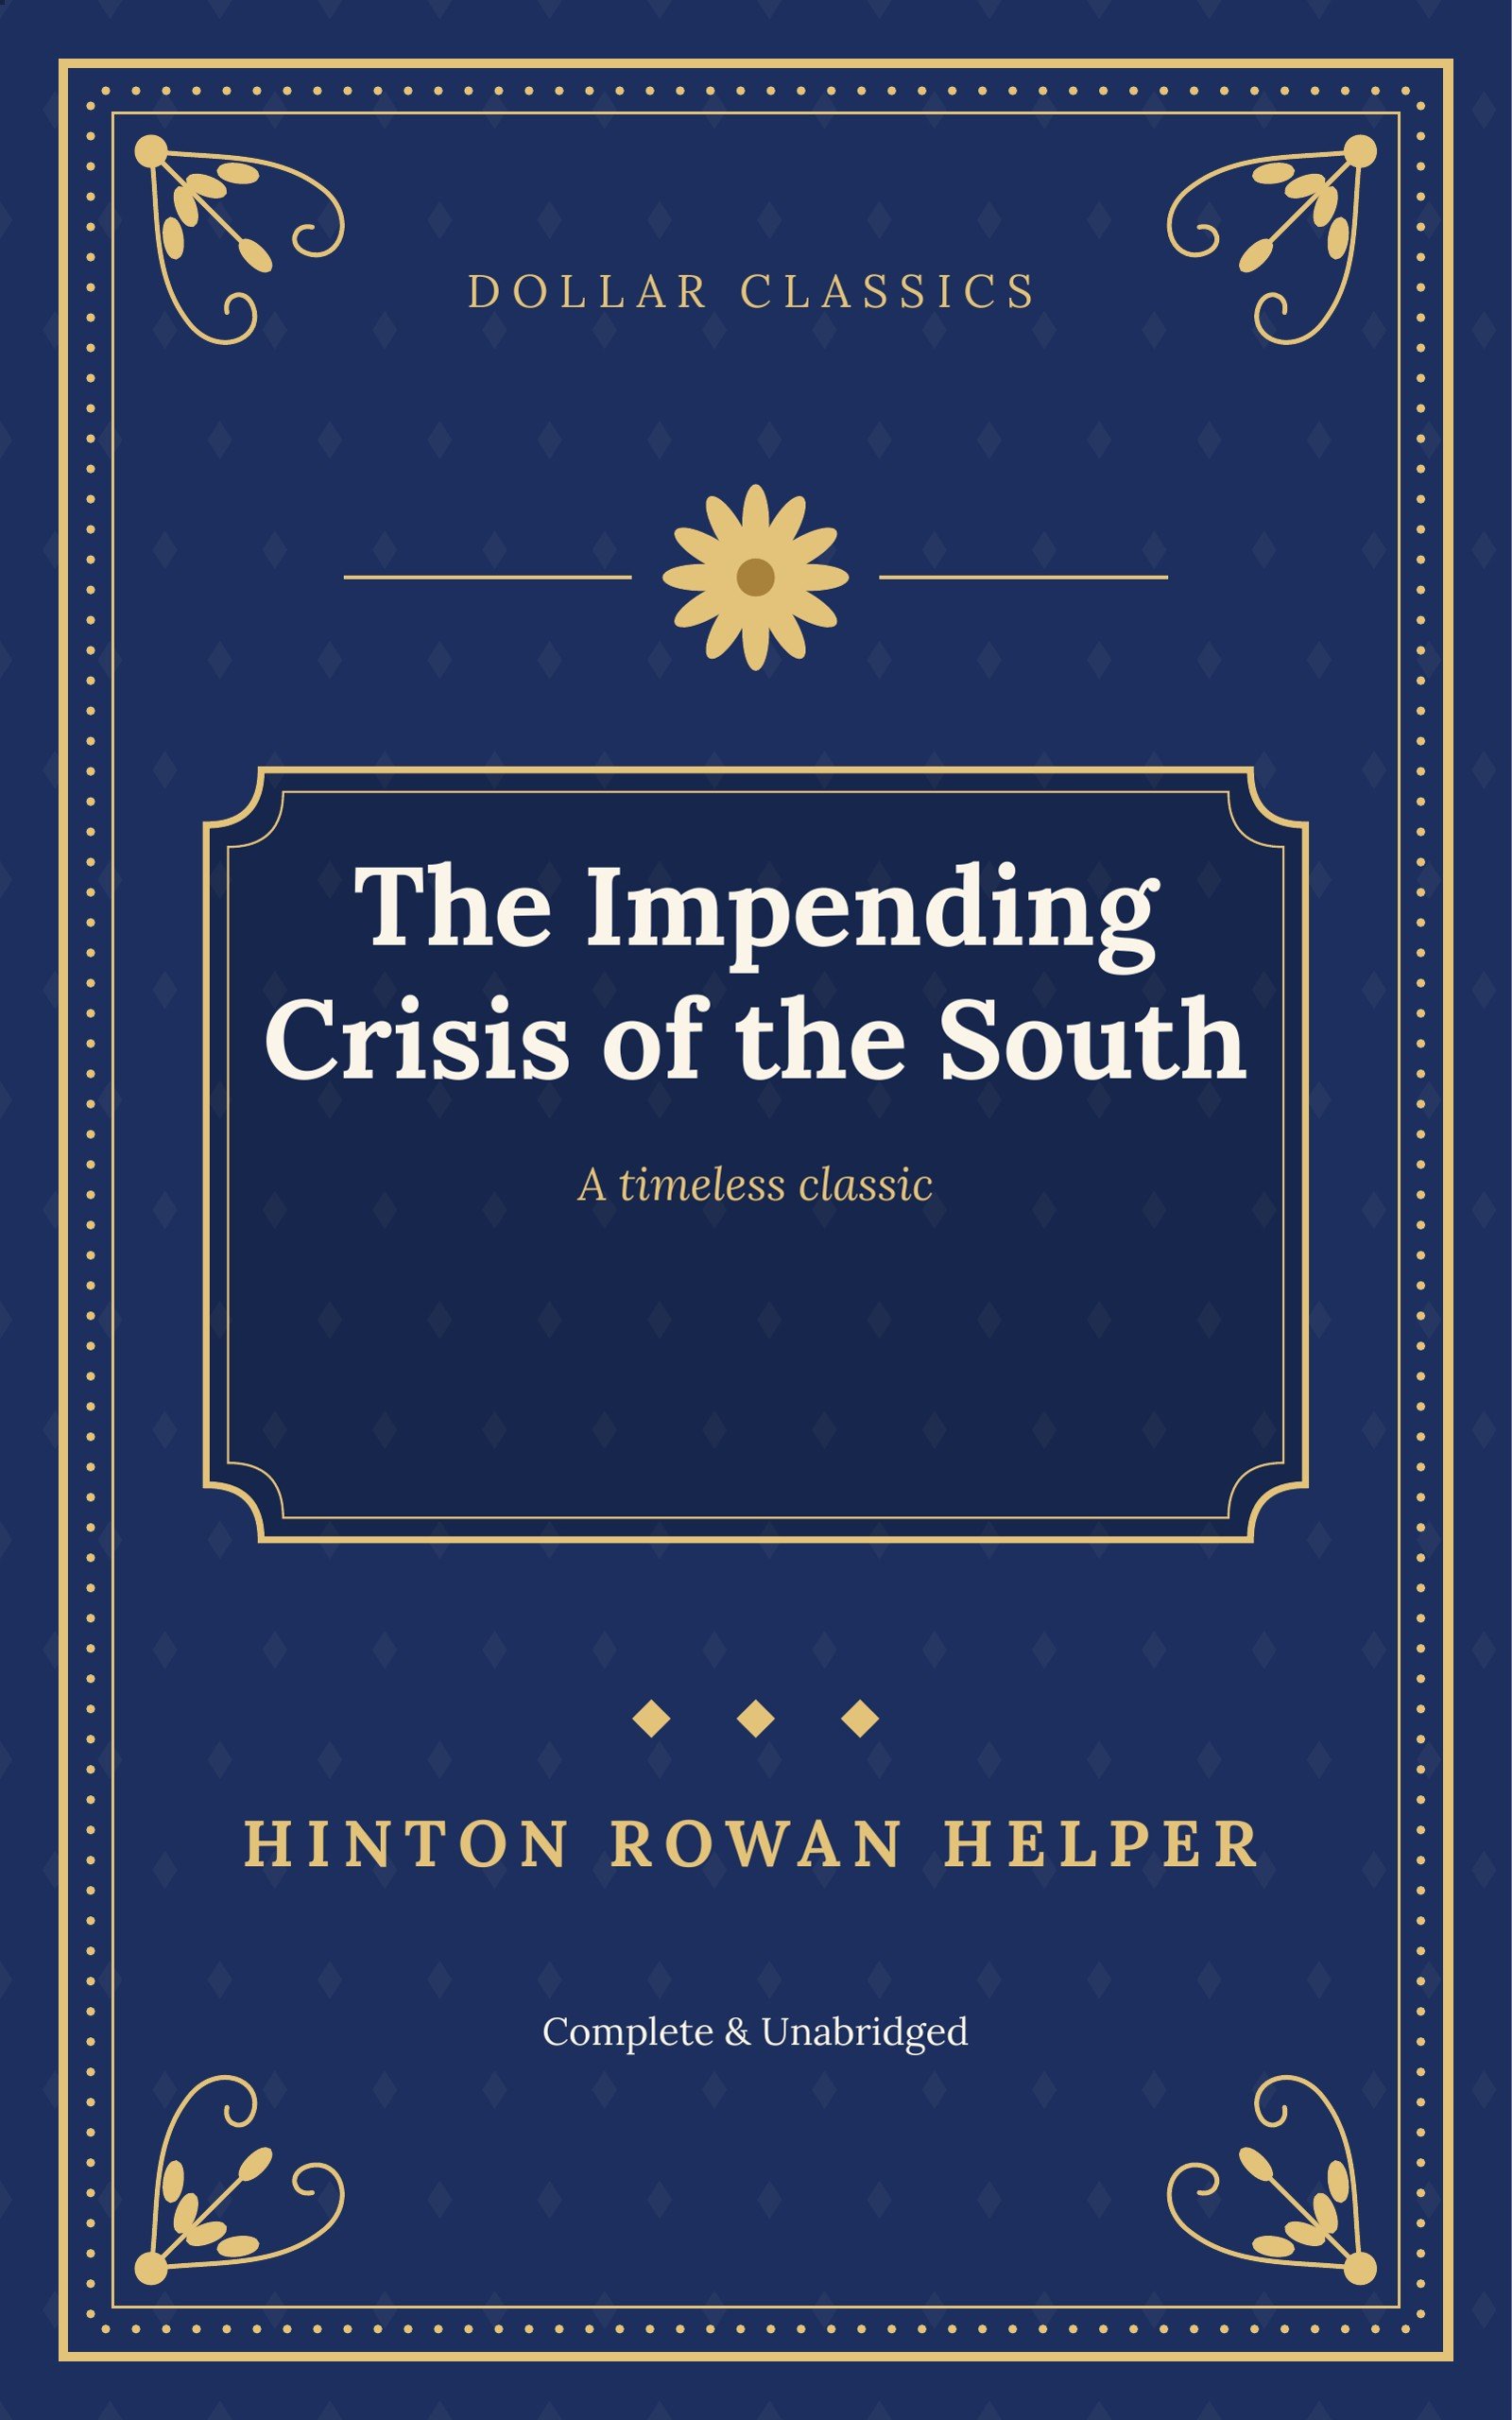 DOLLAR CLASSICS
The Impending
Crisis of the South
A timeless classic
HINTON ROWAN HELPER
Complete & Unabridged